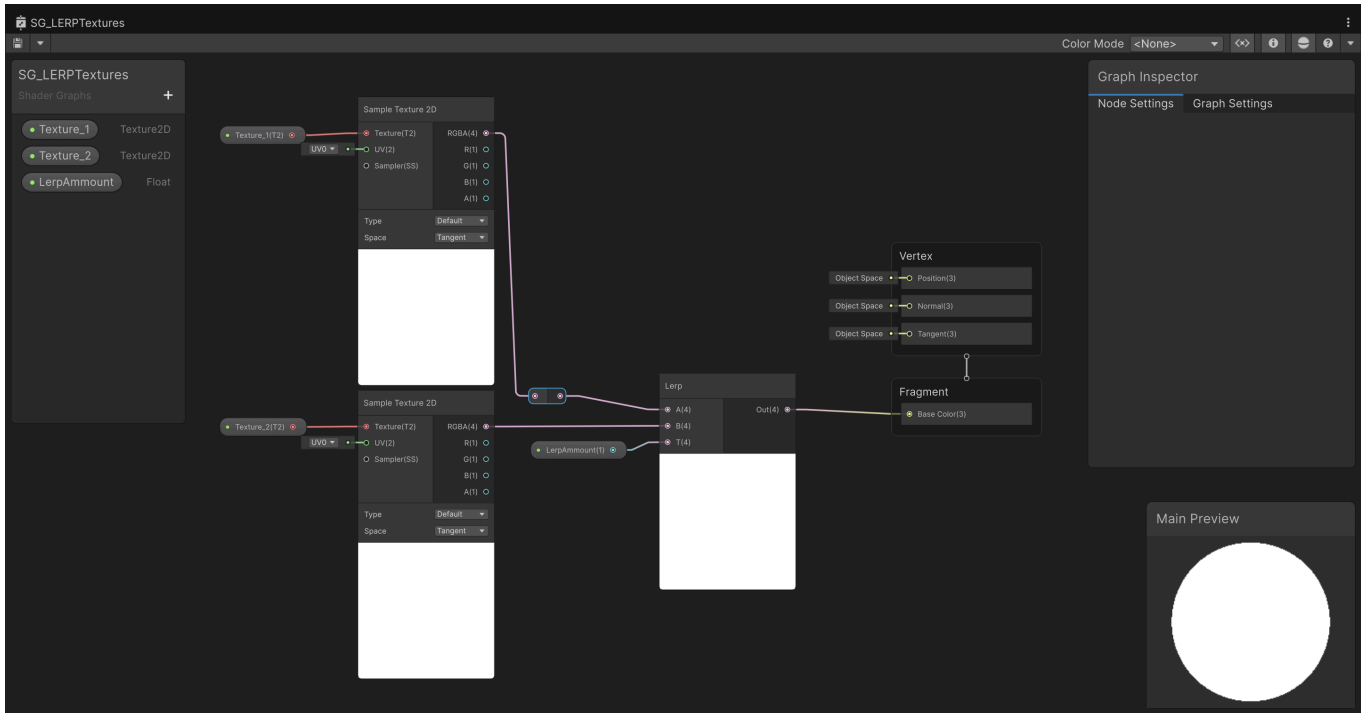 SG_LERPTextures
Color Mode <None>
SG_LERPTextures
Shader Graphs +
Texture_1 Texture2D
Texture_2 Texture2D
LerpAmmount Float
Texture_1(T2)
UV0
Sample Texture 2D
Texture(T2) RGBA(4)
UV(2) R(1)
Sampler(SS) G(1)
B(1)
A(1)
Type Default
Space Tangent
Texture_2(T2)
UV0
Sample Texture 2D
Texture(T2) RGBA(4)
UV(2) R(1)
Sampler(SS) G(1)
B(1)
A(1)
Type Default
Space Tangent
LerpAmmount(1)
Lerp
A(4) Out(4)
B(4)
T(4)
Vertex
Object Space Position(3)
Object Space Normal(3)
Object Space Tangent(3)
Fragment
Base Color(3)
Graph Inspector
Node Settings Graph Settings
Main Preview